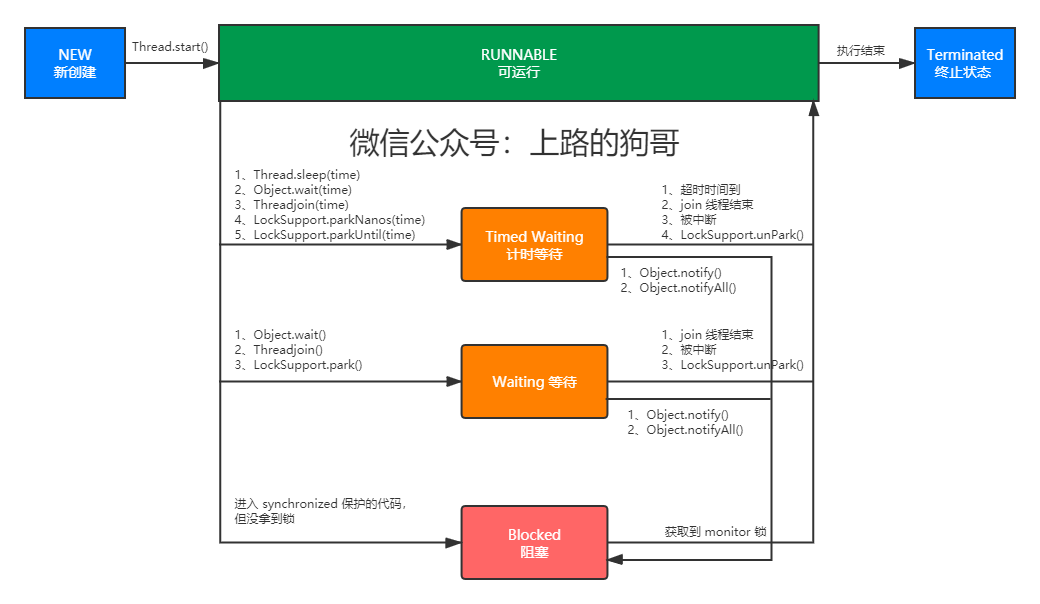 NEW
新创建
Thread.start()
RUNNABLE
可运行
执行结束
Terminated
终止状态
微信公众号：上路的狗哥
1、Thread.sleep(time)
2、Object.wait(time)
3、Threadjoin(time)
4、LockSupport.parkNanos(time)
5、LockSupport.parkUntil(time)
Timed Waiting
计时等待
1、超时时间到
2、join 线程结束
3、被中断
4、LockSupport.unPark()
1、Object.notify()
2、Object.notifyAll()
1、Object.wait()
2、Threadjoin()
3、LockSupport.park()
Waiting 等待
1、join 线程结束
2、被中断
3、LockSupport.unPark()
1、Object.notify()
2、Object.notifyAll()
进入 synchronized 保护的代码，
但没拿到锁
Blocked
阻塞
获取到 monitor 锁